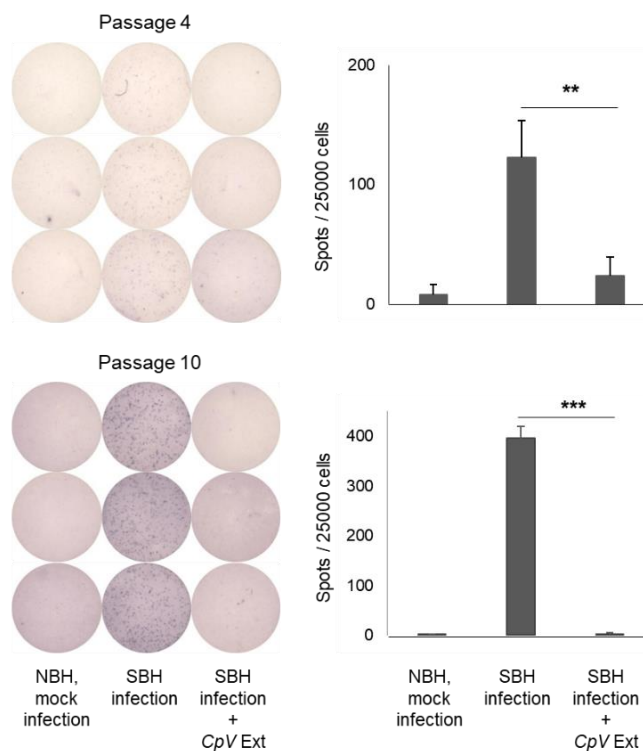 Passage 4
200
100
0
Spots / 25000 cells
**
Passage 10
400
300
200
100
0
Spots / 25000 cells
***
NBH,
mock
infection
SBH
infection
SBH
infection
+
CpV Ext
NBH,
mock
infection
SBH
infection
SBH
infection
+
CpV Ext